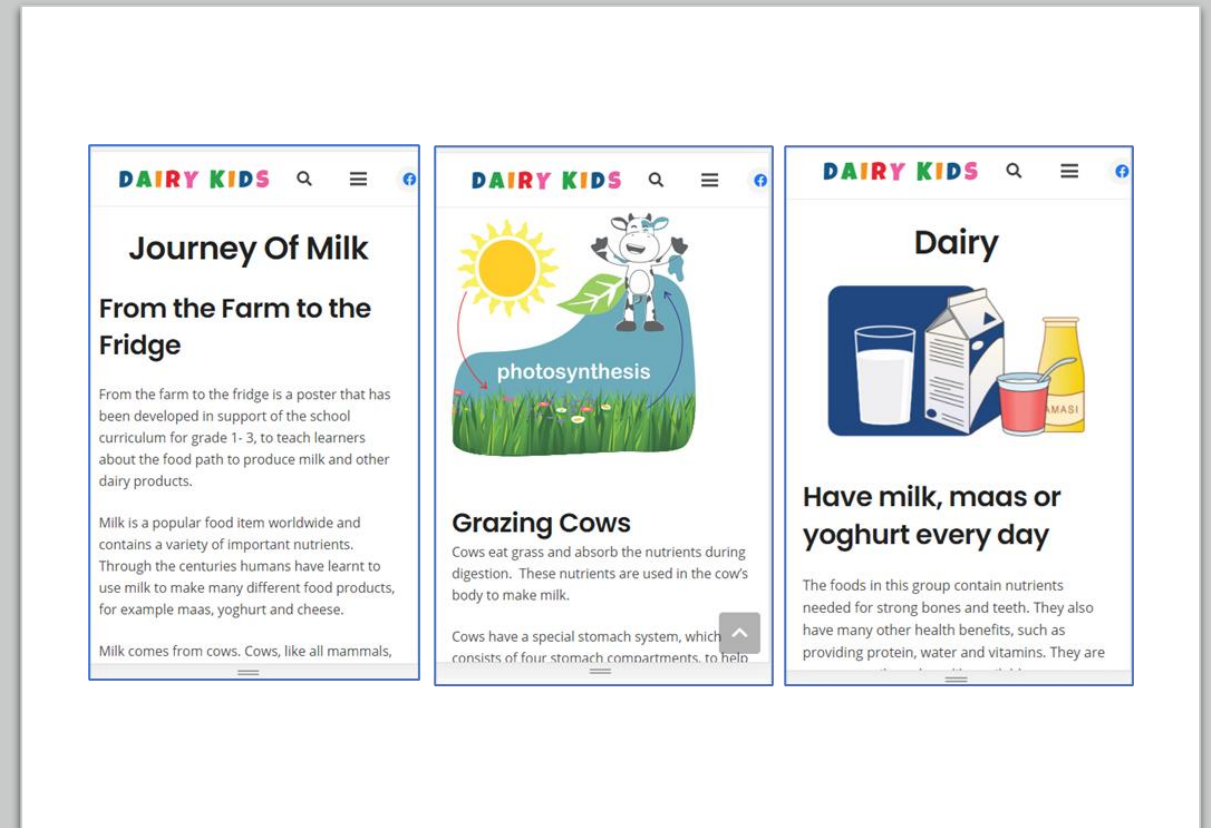 DAIRY KIDS
Journey Of Milk
From the Farm to the
Fridge
From the farm to the fridge is a poster that has
been developed in support of the school
curriculum for grade 1- 3, to teach learners
about the food path to produce milk and other
dairy products.
Milk is a popular food item worldwide and
contains a variety of important nutrients.
Through the centuries humans have learnt to
use milk to make many different food products,
for example maas, yoghurt and cheese.
Milk comes from cows. Cows, like all mammals,
DAIRY KIDS
photosynthesis
Grazing Cows
Cows eat grass and absorb the nutrients during
digestion. These nutrients are used in the cow's
body to make milk.
Cows have a special stomach system, which
consists of four stomach compartments, to help
DAIRY KIDS
Dairy
AMASI
Have milk, maas or
yoghurt every day
The foods in this group contain nutrients
needed for strong bones and teeth. They also
have many other health benefits, such as
providing protein, water and vitamins. They are